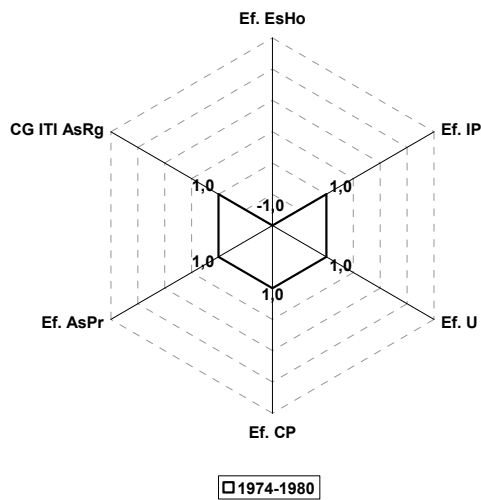 Ef. EsHo
CG ITI AsRg
Ef. IP
1,0
1,0
-1,0
1,0
1,0
1,0
Ef. AsPr
Ef. U
Ef. CP
1974-1980